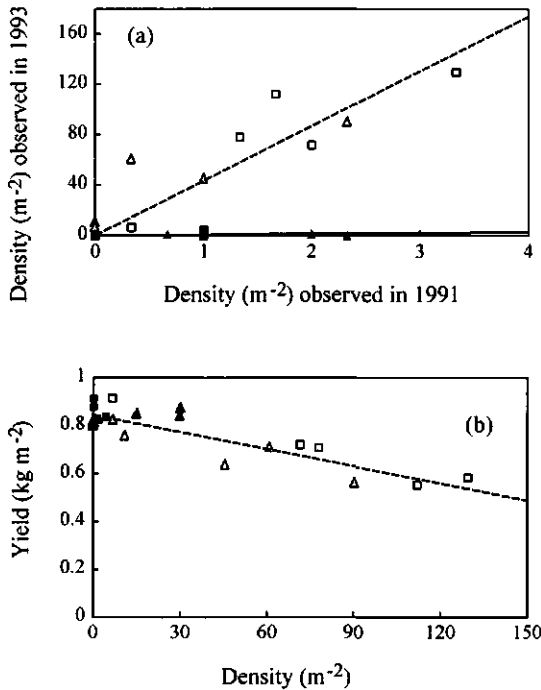 160
(a)
120
80
40
0
0 1 2 3 4
Density (m-2) observed in 1993
Density (m-2) observed in 1991
1
(b)
0.8
0.6
0.4
0.2
0
0 30 60 90 120 150
Yield (kg m-2)
Density (m-2)